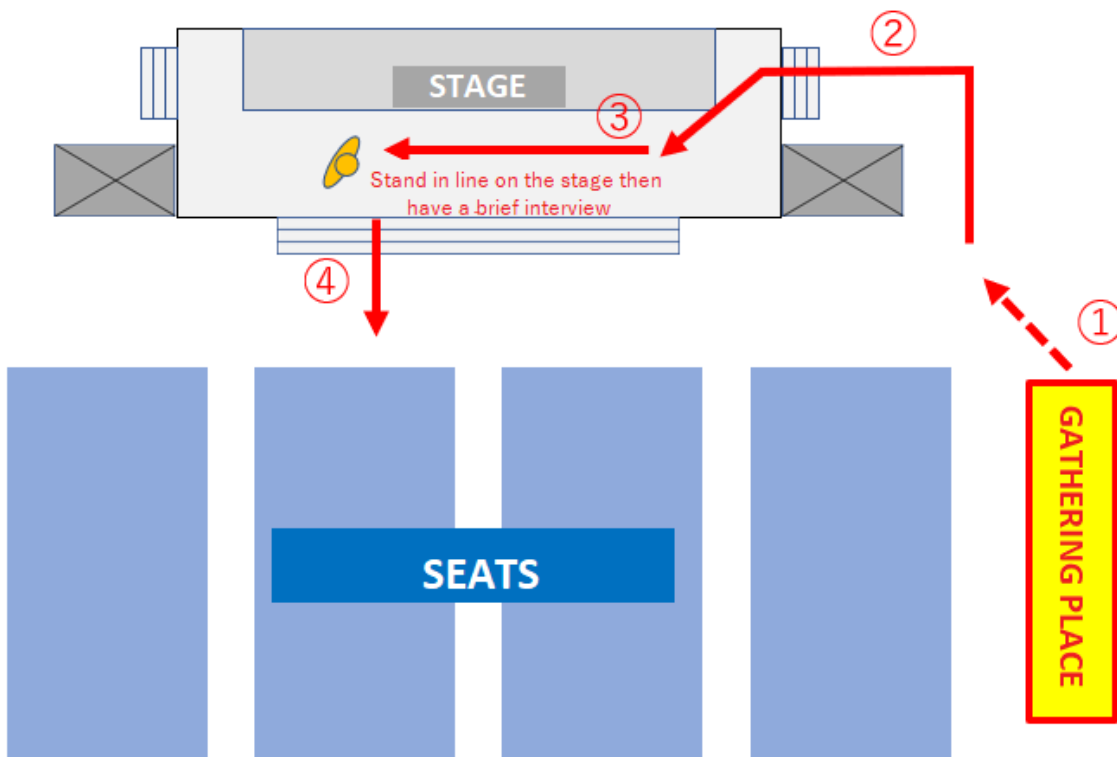 ②
STAGE
③
Stand in line on the stage then
have a brief interview
④
①
GATHERING PLACE
SEATS